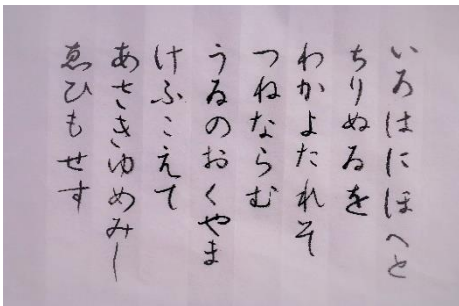 いろはにほへと
ちりぬるを
わかよたれそ
つねならむ
うゐのおくやま
けふこえて
あさきゆめみし
ゑひもせす